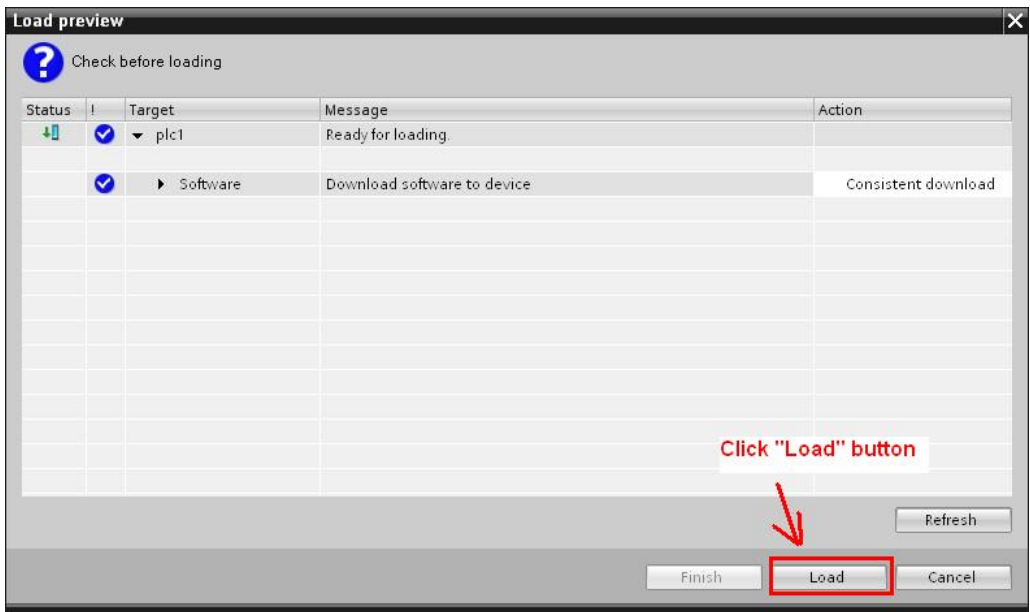 Load preview
Check before loading
Status ! Target Message Action
plc1 Ready for loading.
Software Download software to device Consistent download
Click "Load" button
Refresh
Finish Load Cancel